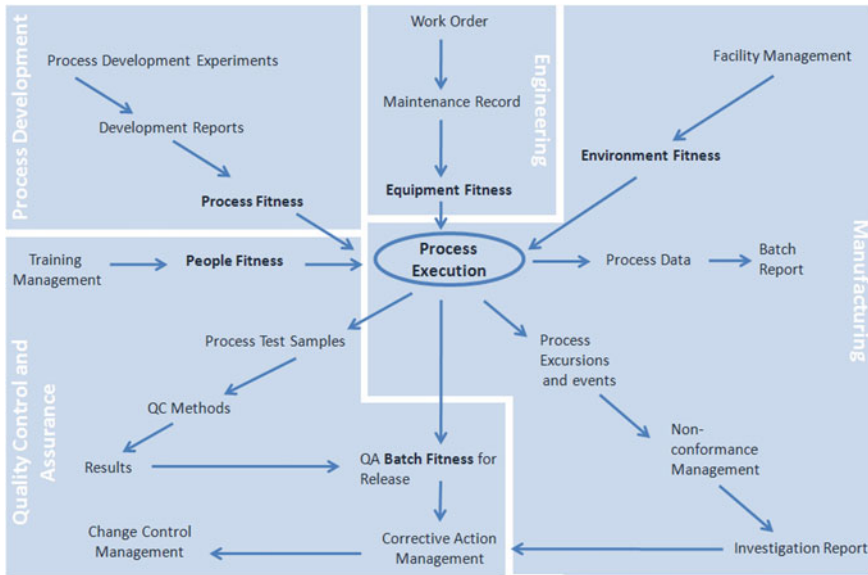 Process Development
Process Development Experiments
Development Reports
Process Fitness
Engineering
Work Order
Maintenance Record
Equipment Fitness
Manufacturing
Facility Management
Environment Fitness
Training
Management
People Fitness
Process
Execution
Process Data
Batch
Report
Quality Control and
Assurance
Process Test Samples
QC Methods
Results
QA Batch Fitness for
Release
Process
Excursions
and events
Non-
conformance
Management
Investigation Report
Corrective Action
Management
Change Control
Management